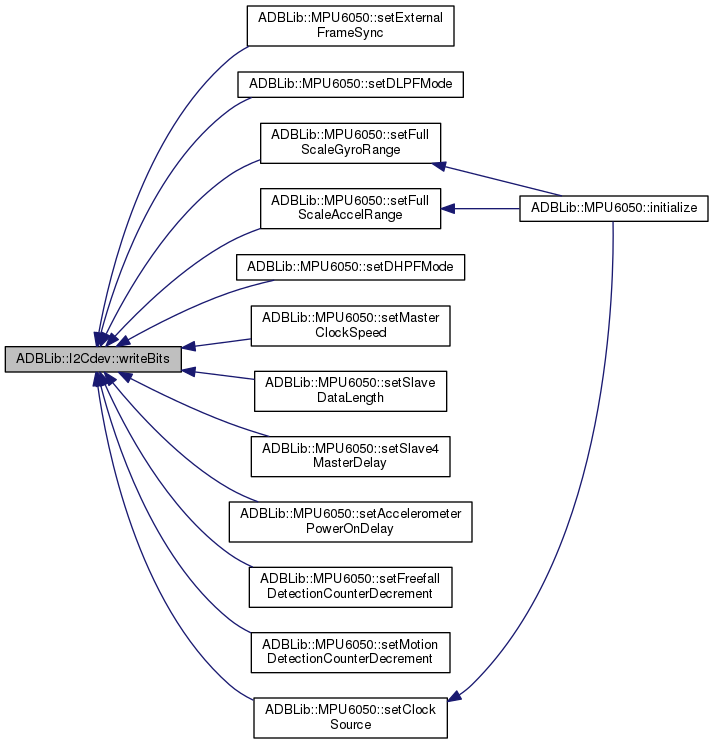 ADBLib::MPU6050::setExternal
FrameSync
ADBLib::MPU6050::setDLPFMode
ADBLib::MPU6050::setFull
ScaleGyroRange
ADBLib::MPU6050::setFull
ScaleAccelRange
ADBLib::MPU6050::initialize
ADBLib::MPU6050::setDHPFMode
ADBLib::MPU6050::setMaster
ClockSpeed
ADBLib::I2Cdev::writeBits
ADBLib::MPU6050::setSlave
DataLength
ADBLib::MPU6050::setSlave4
MasterDelay
ADBLib::MPU6050::setAccelerometer
PowerOnDelay
ADBLib::MPU6050::setFreefall
DetectionCounterDecrement
ADBLib::MPU6050::setMotion
DetectionCounterDecrement
ADBLib::MPU6050::setClock
Source